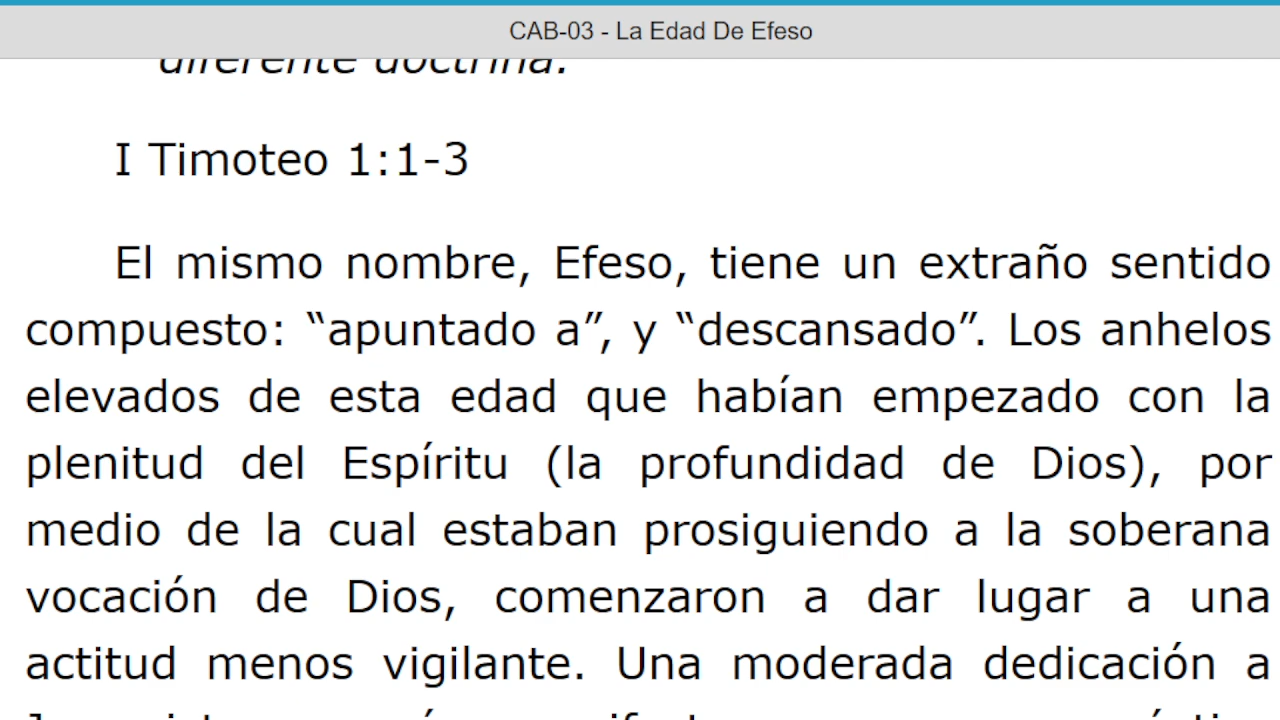 CAB-03 - La Edad De Efeso
diferente doctrina.
I Timoteo 1:1-3
El mismo nombre, Efeso, tiene un extraño sentido
compuesto: “apuntado a”, y “descansado”. Los anhelos
elevados de esta edad que habían empezado con la
plenitud del Espíritu (la profundidad de Dios), por
medio de la cual estaban prosiguiendo a la soberana
vocación de Dios, comenzaron a dar lugar a una
actitud menos vigilante. Una moderada dedicación a